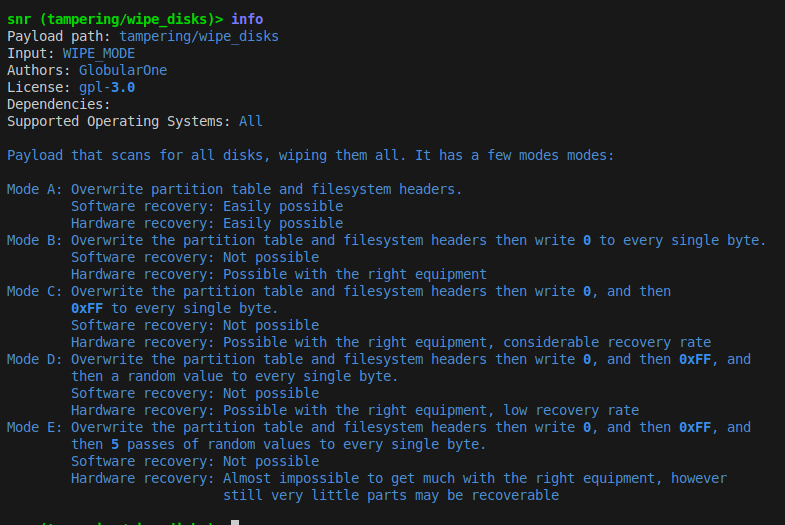 snr (tampering/wipe_disks)> info
Payload path: tampering/wipe_disks
Input: WIPE_MODE
Authors: GlobularOne
License: gpl-3.0
Dependencies:
Supported Operating Systems: All
Payload that scans for all disks, wiping them all. It has a few modes modes:
Mode A: Overwrite partition table and filesystem headers.
Software recovery: Easily possible
Hardware recovery: Easily possible
Mode B: Overwrite the partition table and filesystem headers then write 0 to every single byte.
Software recovery: Not possible
Hardware recovery: Possible with the right equipment
Mode C: Overwrite the partition table and filesystem headers then write 0, and then
0xFF to every single byte.
Software recovery: Not possible
Hardware recovery: Possible with the right equipment, considerable recovery rate
Mode D: Overwrite the partition table and filesystem headers then write 0, and then 0xFF, and
then a random value to every single byte.
Software recovery: Not possible
Hardware recovery: Possible with the right equipment, low recovery rate
Mode E: Overwrite the partition table and filesystem headers then write 0, and then 0xFF, and
then 5 passes of random values to every single byte.
Software recovery: Not possible
Hardware recovery: Almost impossible to get much with the right equipment, however
still very little parts may be recoverable